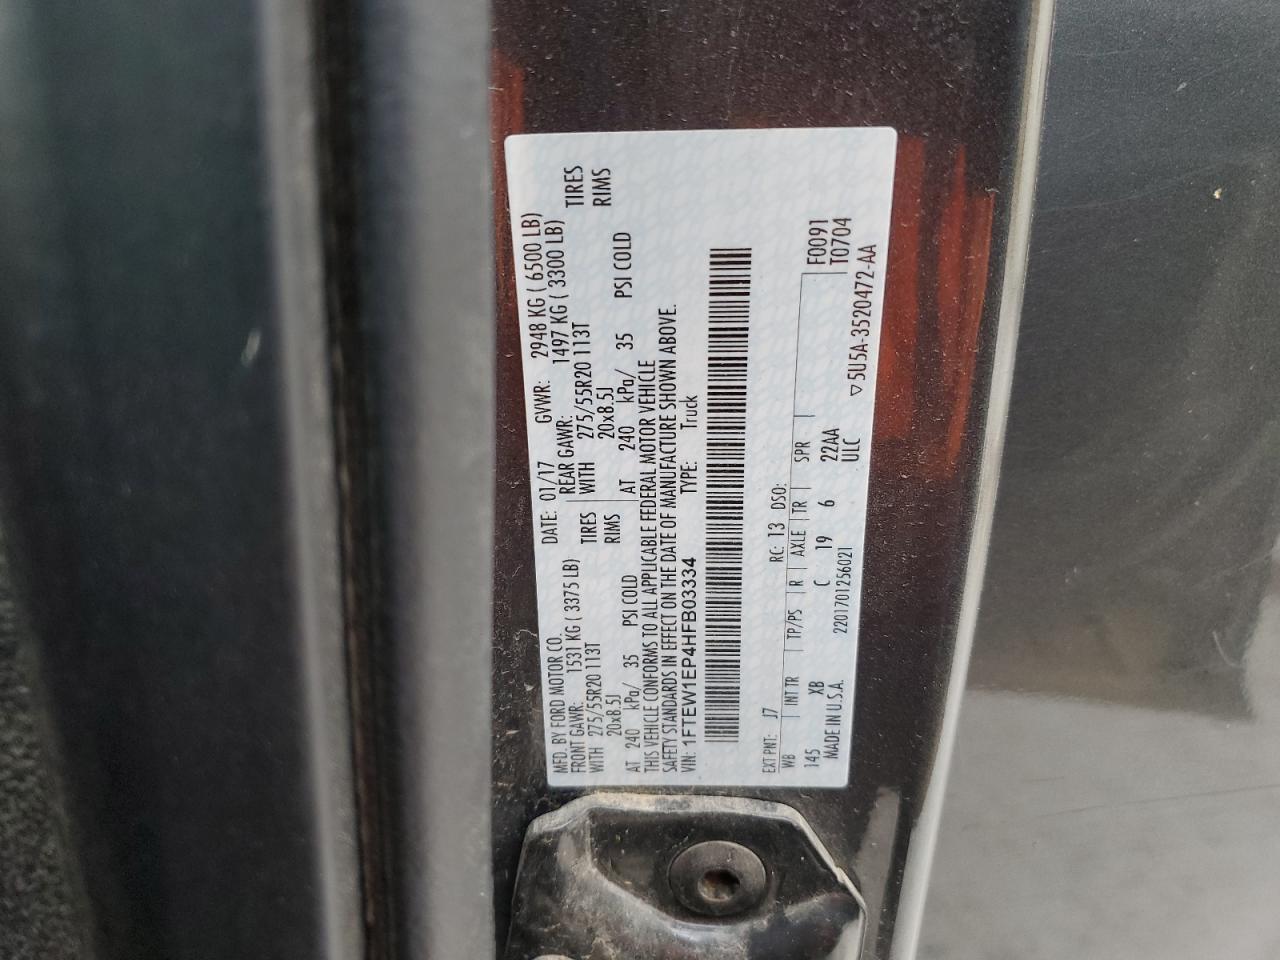 MFD. BY FORD MOTOR CO.
DATE: 01/17 GVWR: 2948 KG ( 6500 LB)
FRONT GAWR: 1531 KG ( 3375 LB) REAR GAWR: 1497 KG ( 3300 LB)
WITH 275/55R20 113T TIRES WITH 275/55R20 113T TIRES
20x8.5J RIMS 20x8.5J RIMS
AT 240 kPa/ 35 PSI COLD AT 240 kPa/ 35 PSI COLD
THIS VEHICLE CONFORMS TO ALL APPLICABLE FEDERAL MOTOR VEHICLE
SAFETY STANDARDS IN EFFECT ON THE DATE OF MANUFACTURE SHOWN ABOVE.
VIN: 1FTEW1EP4HFB03334 TYPE: Truck
EXT PNT: J7 RC: 13 DSO:
WB INT TR TP/PS R AXLE TR SPR F0091
145 XB C 19 6 22AA T0704
MADE IN U.S.A. 2201701256021 ULC
▽5U5A-3520472-AA